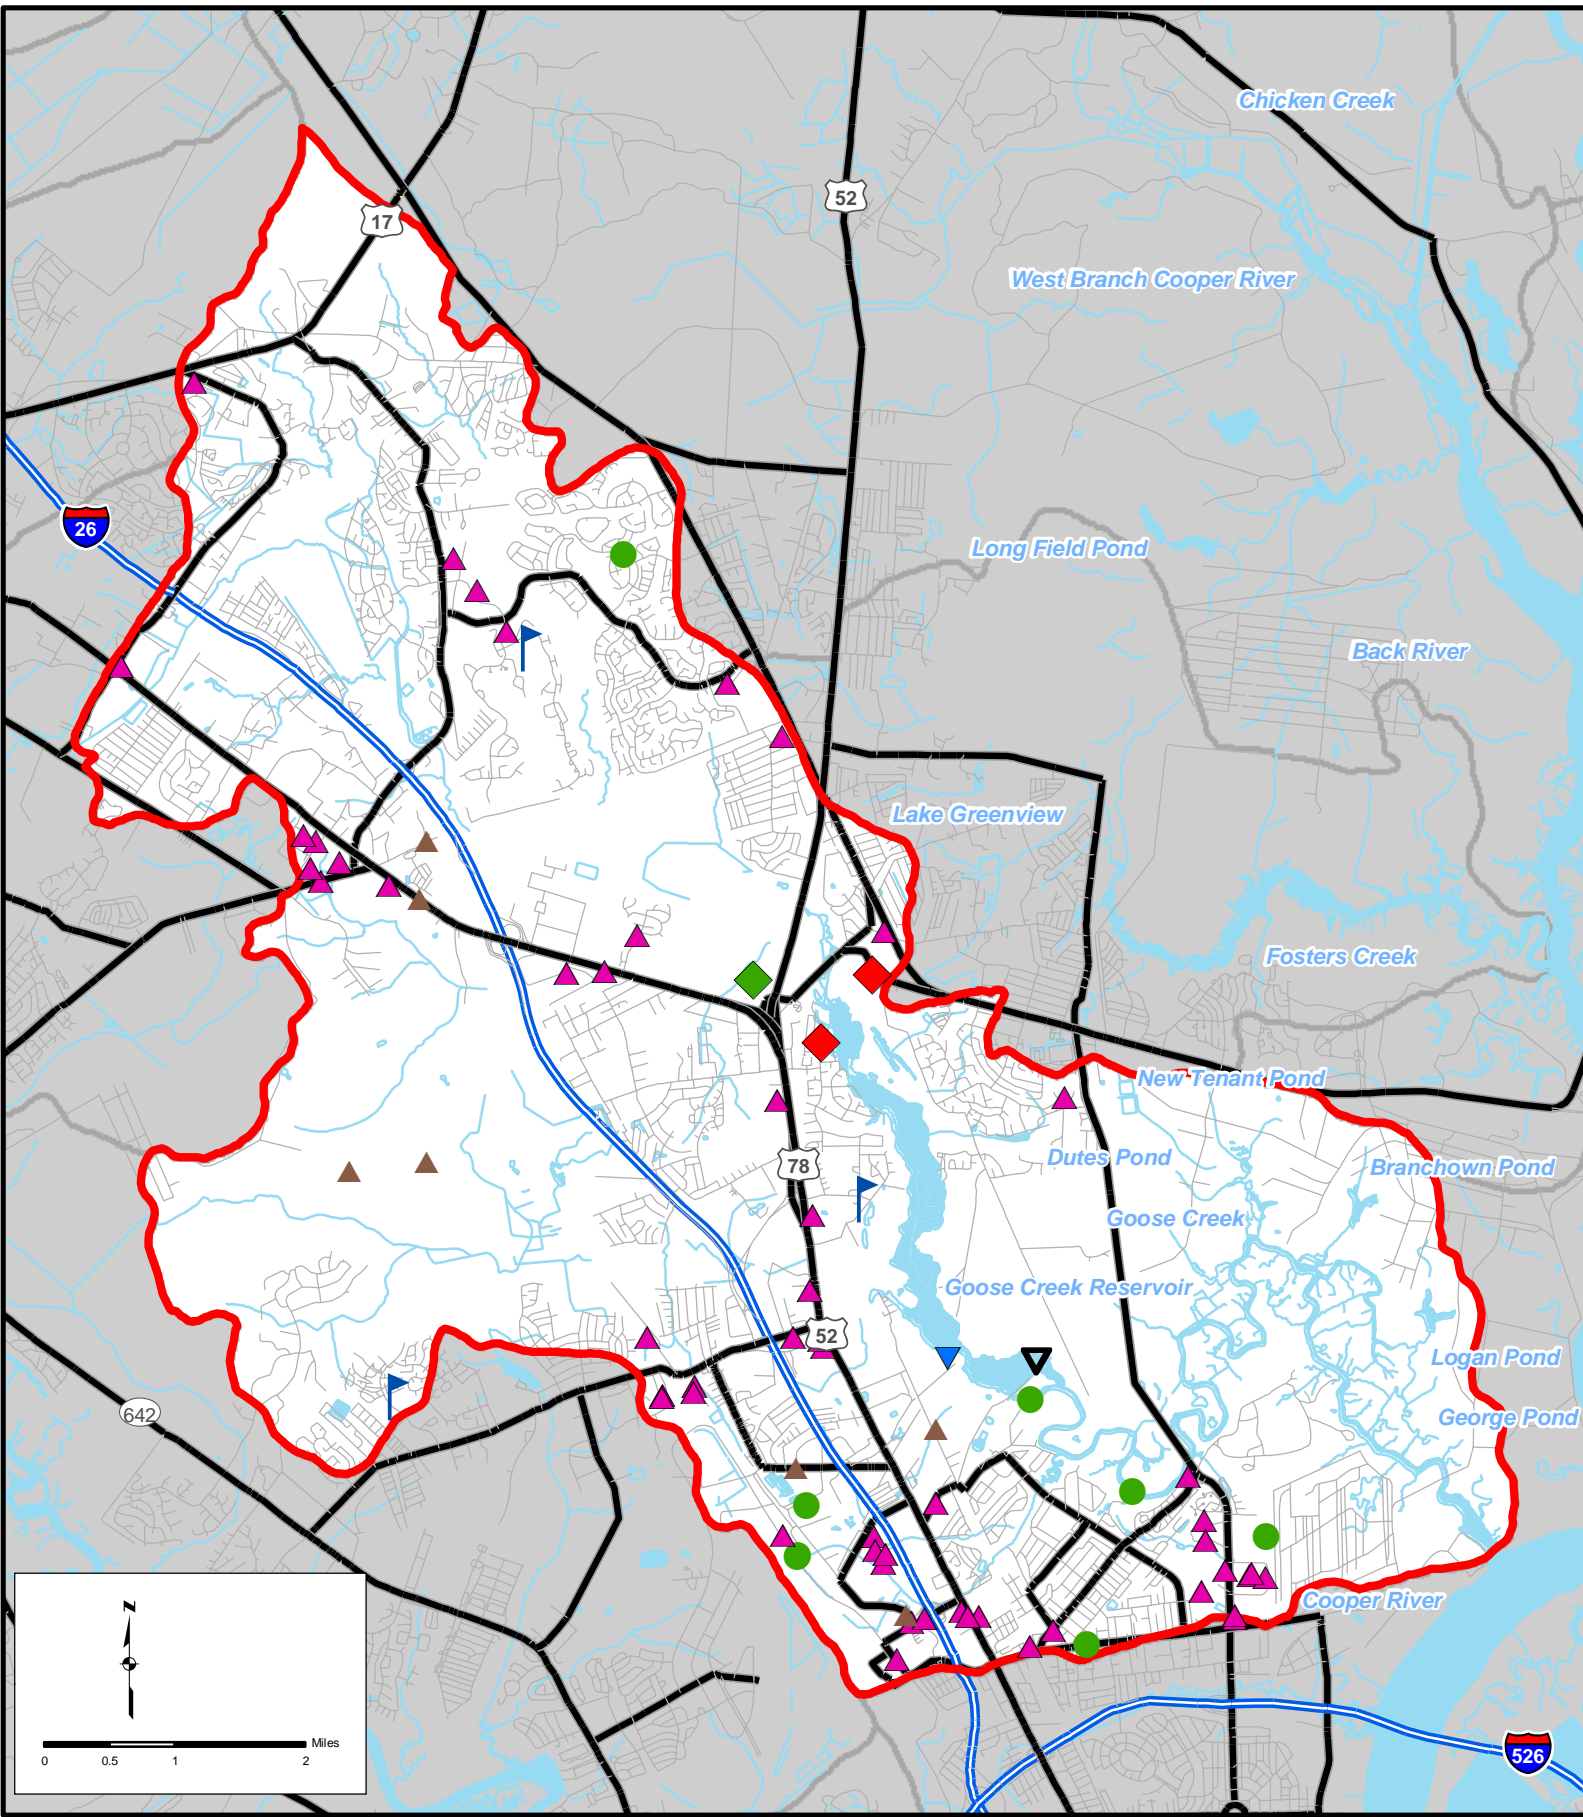 Chicken Creek
52
17
West Branch Cooper River
26
Long Field Pond
Back River
Lake Greenview
Fosters Creek
New Tenant Pond
78
Dutes Pond
Branchown Pond
Goose Creek
Goose Creek Reservoir
52
Logan Pond
642
George Pond
Cooper River
N
Miles
0 0.5 1 2
526